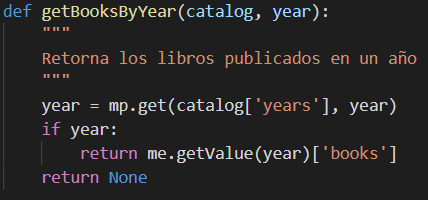 def getBooksByYear(catalog, year):
    """
    Retorna los libros publicados en un año
    """
    year = mp.get(catalog['years'], year)
    if year:
        return me.getValue(year)['books']
    return None